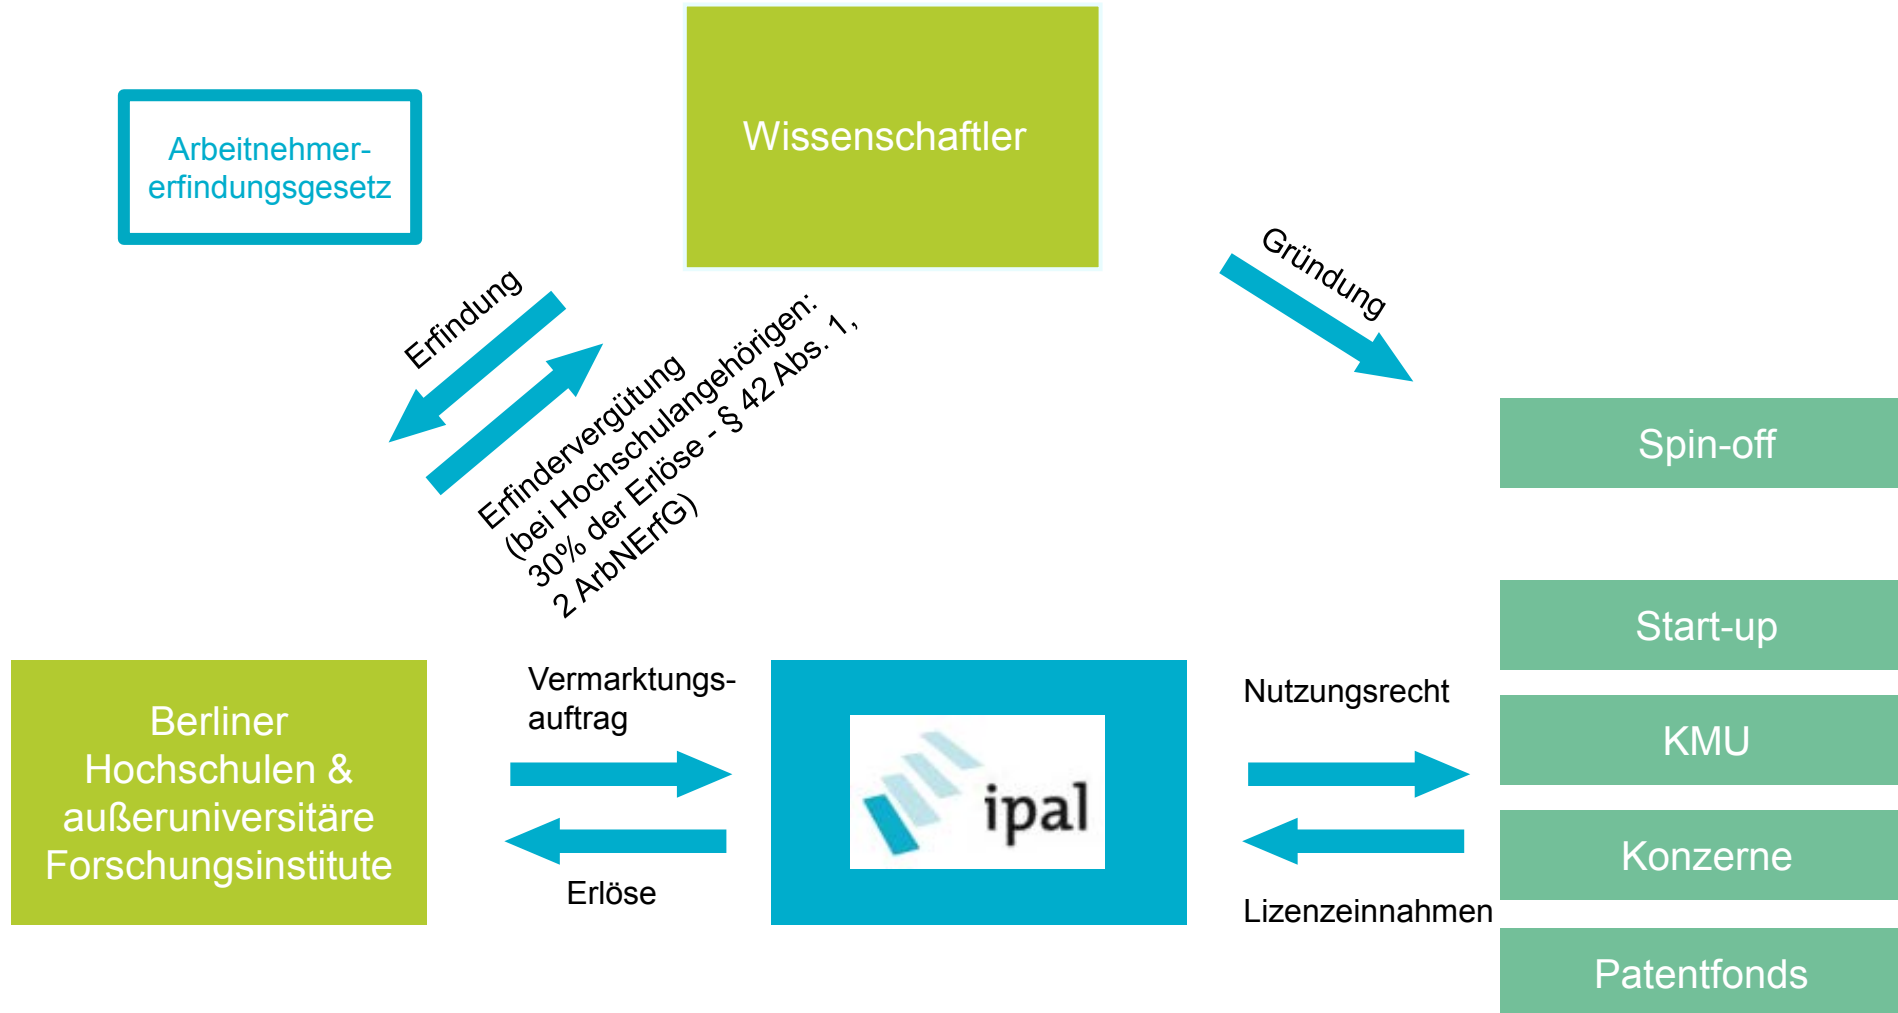 Wissenschaftler
Arbeitnehmer-
erfindungsgesetz
Erfindung
Erfindervergütung
(bei Hochschulangehörigen:
30% der Erlöse - § 42 Abs. 1,
2 ArbNErfG)
Gründung
Spin-off
Start-up
KMU
Konzerne
Patentfonds
Berliner
Hochschulen &
außeruniversitäre
Forschungsinstitute
Vermarktungs-
auftrag
Erlöse
ipal
Nutzungsrecht
Lizenzeinnahmen